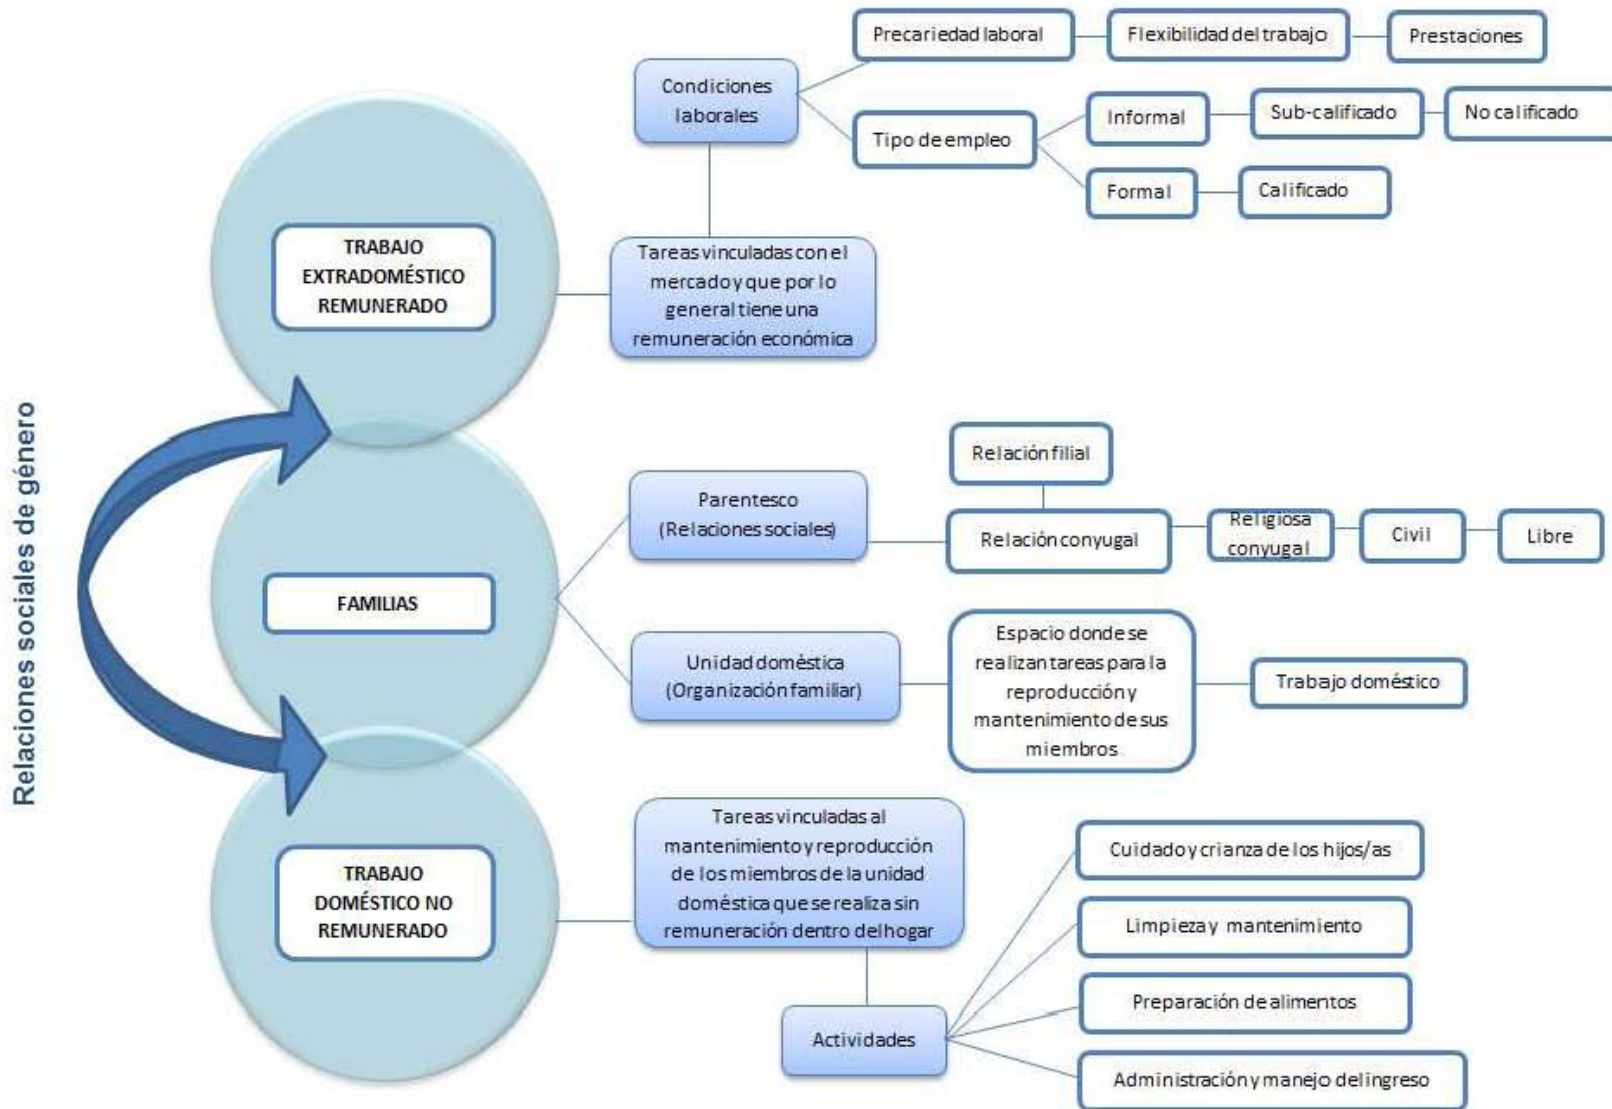 Relaciones sociales de género
TRABAJO
EXTRADOMÉSTICO
REMUNERADO
Tareas vinculadas con el
mercado y que por lo
general tiene una
remuneración económica
Condiciones
laborales
Precariedad laboral
Flexibilidad del trabajo
Prestaciones
Tipo de empleo
Informal
Sub-calificado
No calificado
Formal
Calificado
FAMILIAS
Parentesco
(Relaciones sociales)
Relación filial
Relación conyugal
Religiosa
conyugal
Civil
Libre
Unidad doméstica
(Organización familiar)
Espacio donde se
realizan tareas para la
reproducción y
mantenimiento de sus
miembros
Trabajo doméstico
TRABAJO
DOMÉSTICO NO
REMUNERADO
Tareas vinculadas al
mantenimiento y reproducción
de los miembros de la unidad
doméstica que se realiza sin
remuneración dentro del hogar
Actividades
Cuidado y crianza de los hijos/as
Limpieza y mantenimiento
Preparación de alimentos
Administración y manejo del ingreso